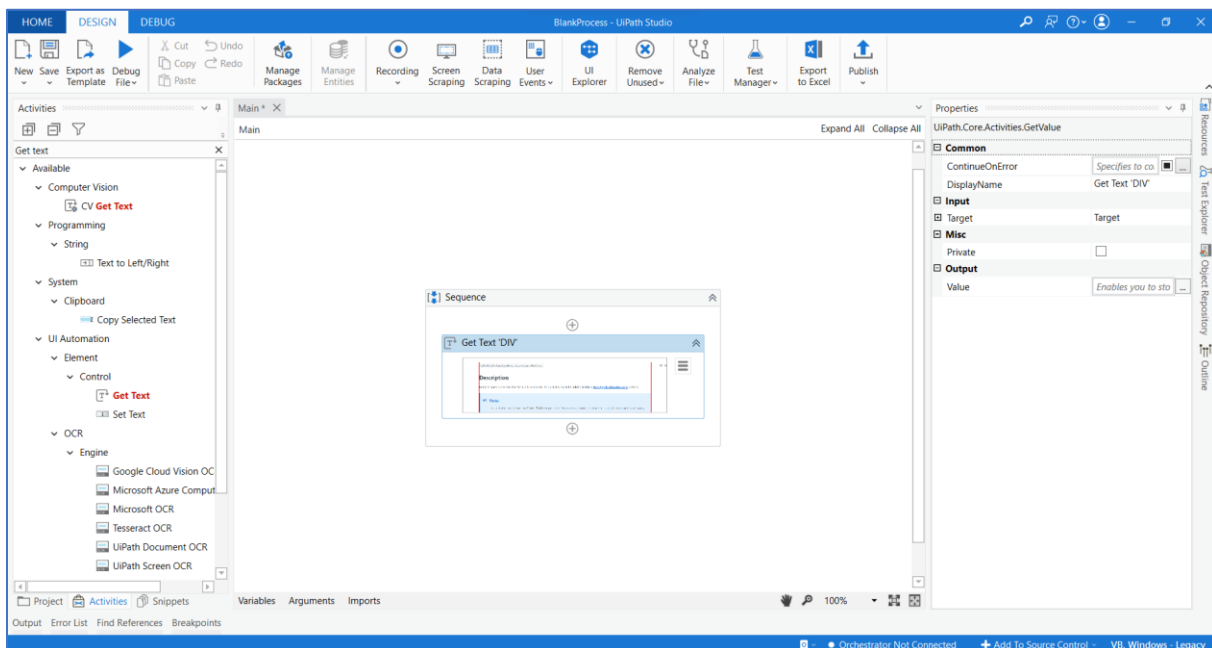 HOME DESIGN DEBUG BlankProcess - UiPath Studio
Cut Undo
Copy Redo
Paste
New Save Export as Template Debug File
Manage Packages
Manage Entities
Recording
Screen Scraping
Data Scraping
User Events
UI Explorer
Remove Unused
Analyze File
Test Manager
Export to Excel
Publish
Activities
Get text
Available
Computer Vision
CV Get Text
Programming
String
Text to Left/Right
System
Clipboard
Copy Selected Text
UI Automation
Element
Control
Get Text
Set Text
OCR
Engine
Google Cloud Vision OC
Microsoft Azure Comput
Microsoft OCR
Tesseract OCR
UiPath Document OCR
UiPath Screen OCR
Project Activities Snippets
Main *
Main Expand All Collapse All
Sequence
Get Text 'DIV'
Description
Variables Arguments Imports 100%
Properties
UiPath.Core.Activities.GetValue
Common
ContinueOnError Specifies to co
DisplayName Get Text 'DIV'
Input
Target Target
Misc
Private
Output
Value Enables you to sto
Resources
Test Explorer
Object Repository
Outline
Output Error List Find References Breakpoints
Orchestrator Not Connected Add To Source Control VB, Windows - Legacy